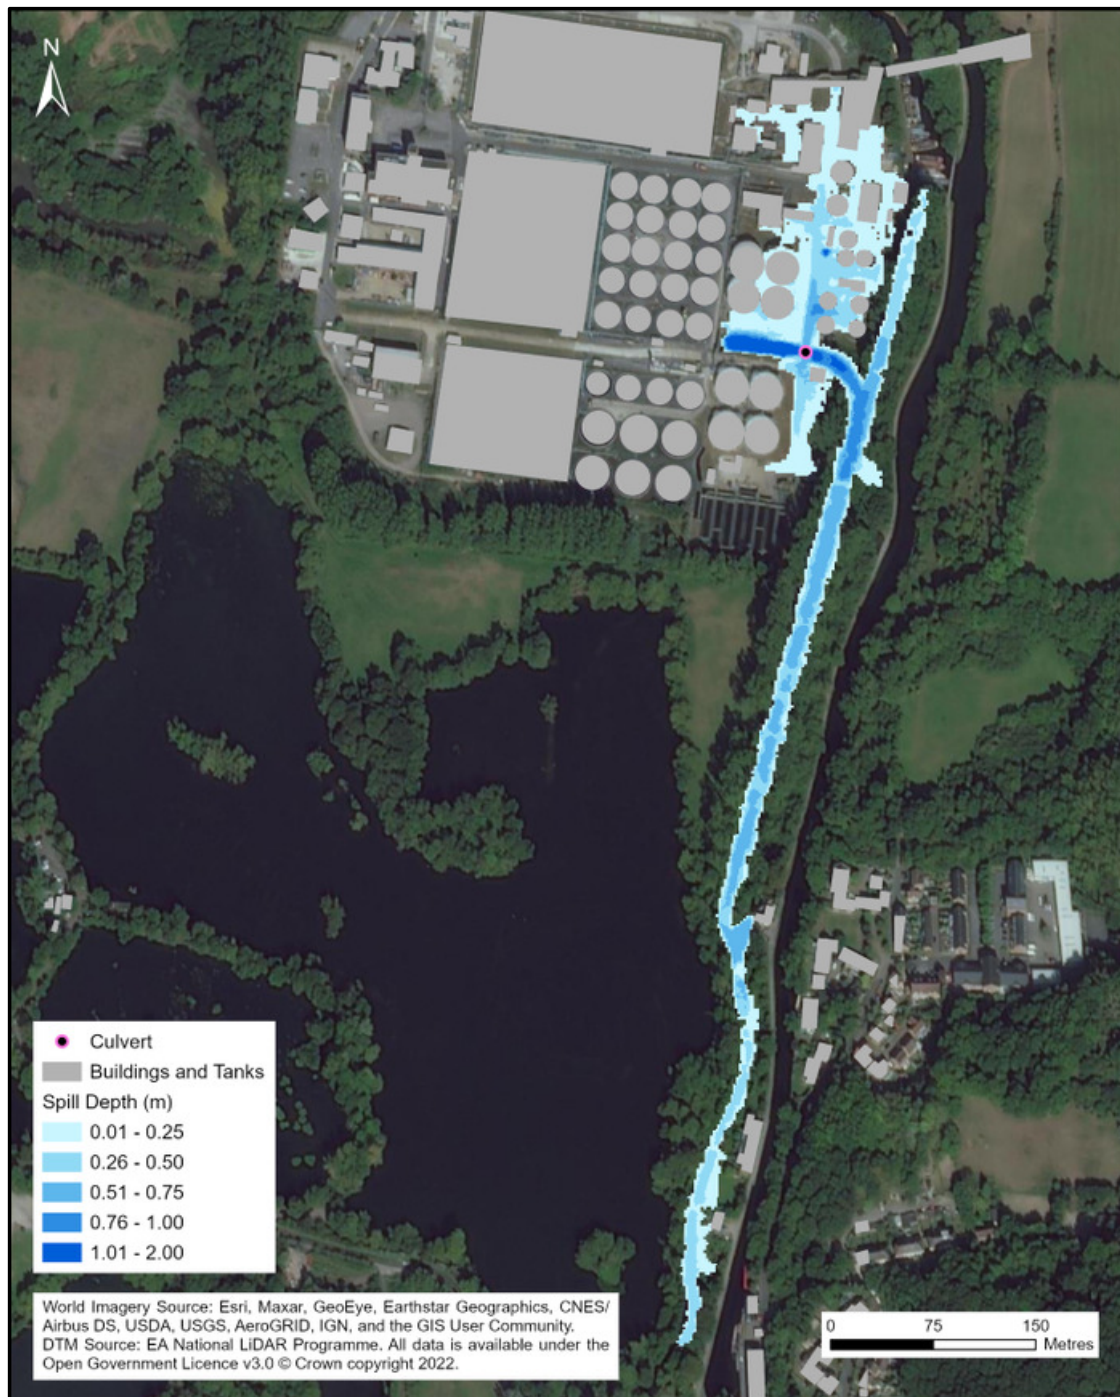 N
Culvert
Buildings and Tanks
Spill Depth (m)
0.01 - 0.25
0.26 - 0.50
0.51 - 0.75
0.76 - 1.00
1.01 - 2.00
World Imagery Source: Esri, Maxar, GeoEye, Earthstar Geographics, CNES/
Airbus DS, USDA, USGS, AeroGRID, IGN, and the GIS User Community.
DTM Source: EA National LiDAR Programme. All data is available under the
Open Government Licence v3.0 © Crown copyright 2022.
0 75 150
Metres